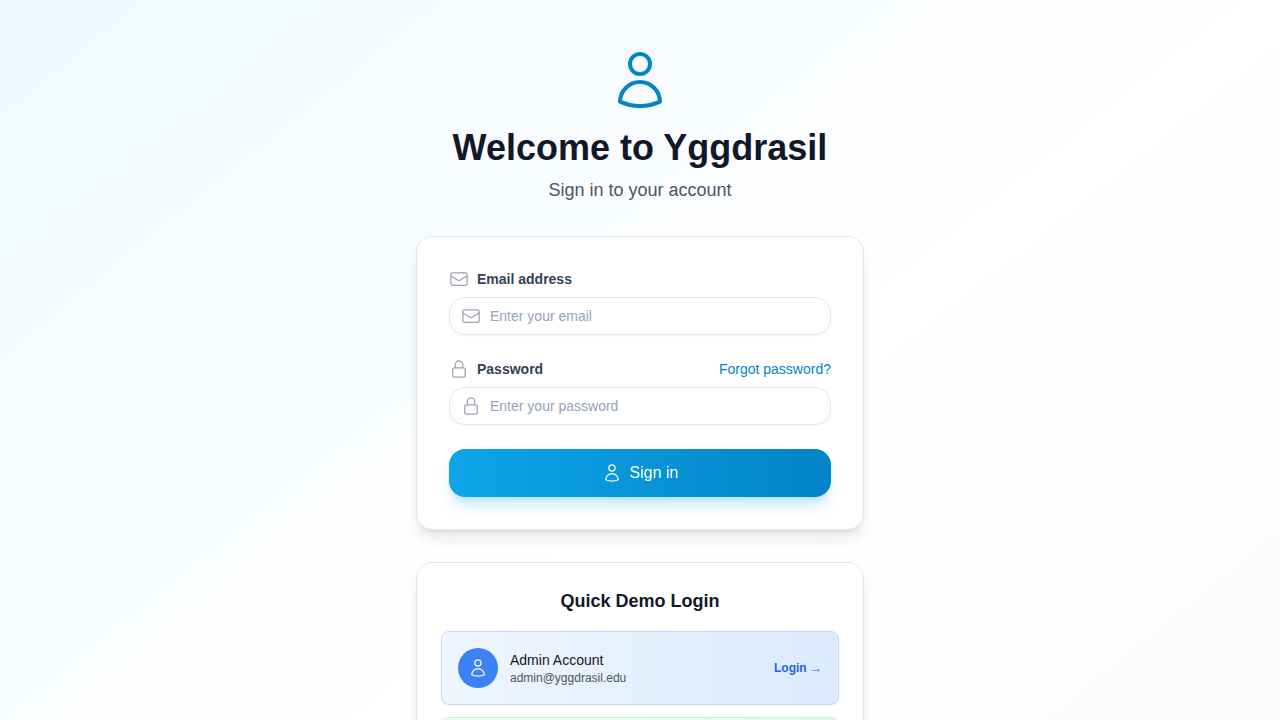 Welcome to Yggdrasil
Sign in to your account
Email address
Enter your email
Password
Forgot password?
Enter your password
Sign in
Quick Demo Login
Admin Account
admin@yggdrasil.edu
Login →